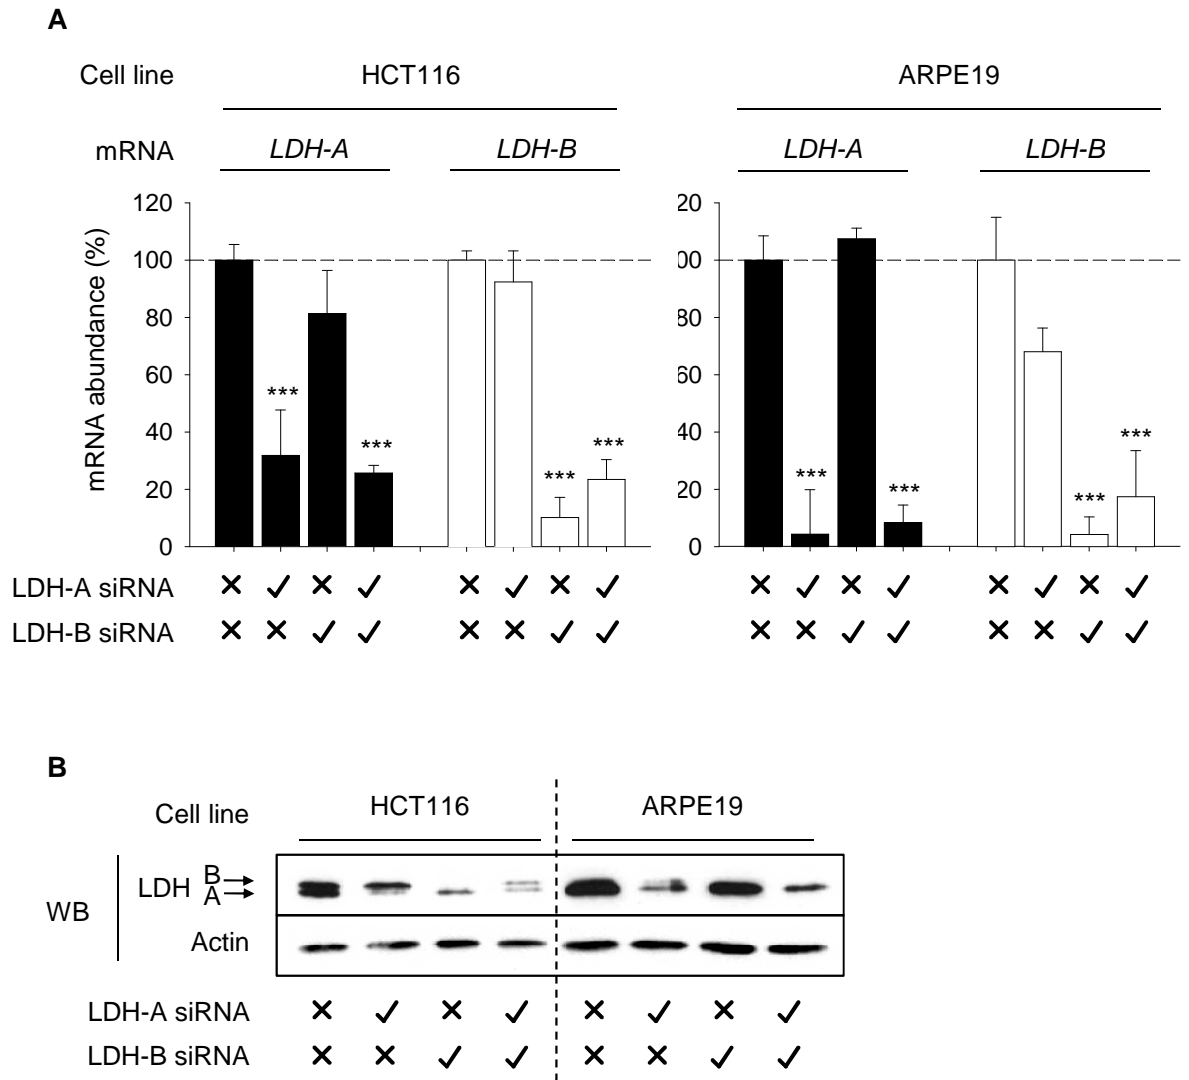 A
Cell line HCT116 ARPE19
mRNA LDH-A LDH-B LDH-A LDH-B
mRNA abundance (%)
120 20
100 00
80 80
60 60
40 40
20 20
0 0
*** *** *** *** *** *** *** ***
LDH-A siRNA ✕ ✓ ✕ ✓ ✕ ✓ ✕ ✓ ✕ ✓ ✕ ✓ ✕ ✓ ✕ ✓
LDH-B siRNA ✕ ✕ ✓ ✓ ✕ ✕ ✓ ✓ ✕ ✕ ✓ ✓ ✕ ✕ ✓ ✓
B
Cell line HCT116 ARPE19
WB
LDH B
A
Actin
LDH-A siRNA ✕ ✓ ✕ ✓ ✕ ✓ ✕ ✓
LDH-B siRNA ✕ ✕ ✓ ✓ ✕ ✕ ✓ ✓